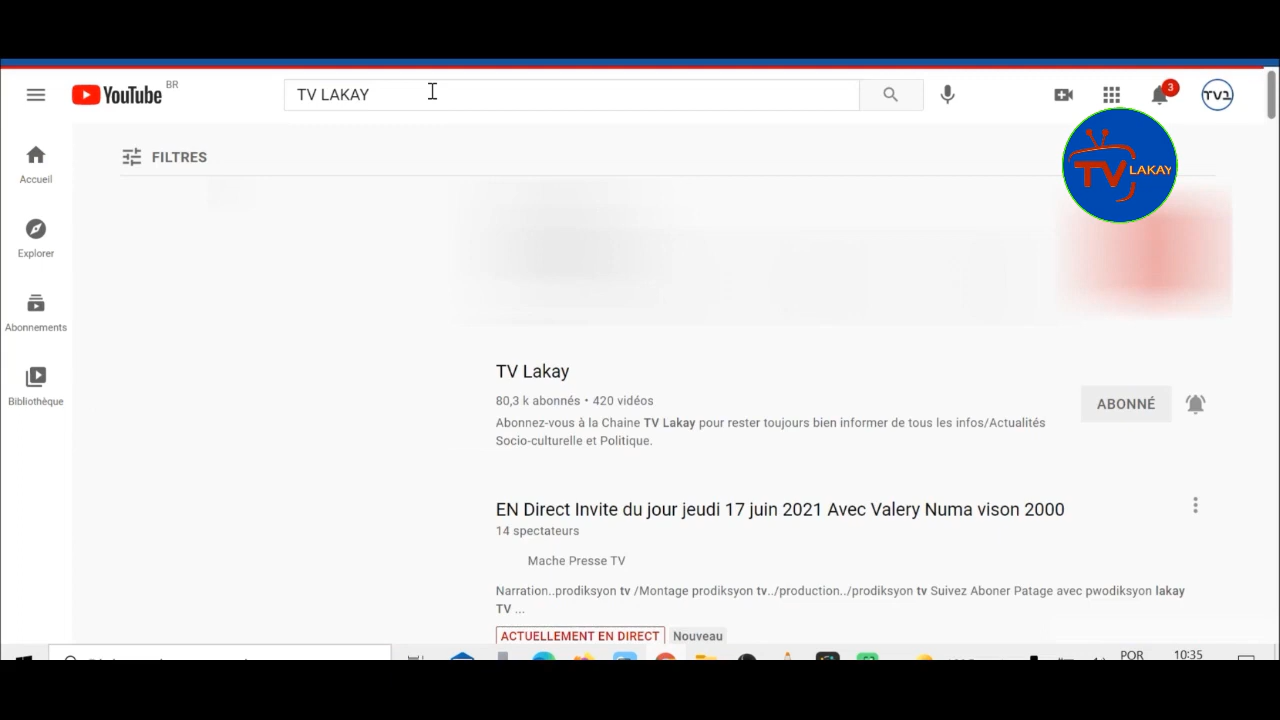 YouTube BR
TV LAKAY
3
TV2
TV LAKAY
FILTRES
Accueil
Explorer
Abonnements
Bibliothèque
TV Lakay
80,3 k abonnés • 420 vidéos
Abonnez-vous à la Chaine TV Lakay pour rester toujours bien informer de tous les infos/Actualités
Socio-culturelle et Politique.
ABONNÉ
EN Direct Invite du jour jeudi 17 juin 2021 Avec Valery Numa vison 2000
14 spectateurs
Mache Presse TV
Narration..prodiksyon tv /Montage prodiksyon tv../production../prodiksyon tv Suivez Aboner Patage avec pwodiksyon lakay
TV ...
ACTUELLEMENT EN DIRECT Nouveau
POR
10:35